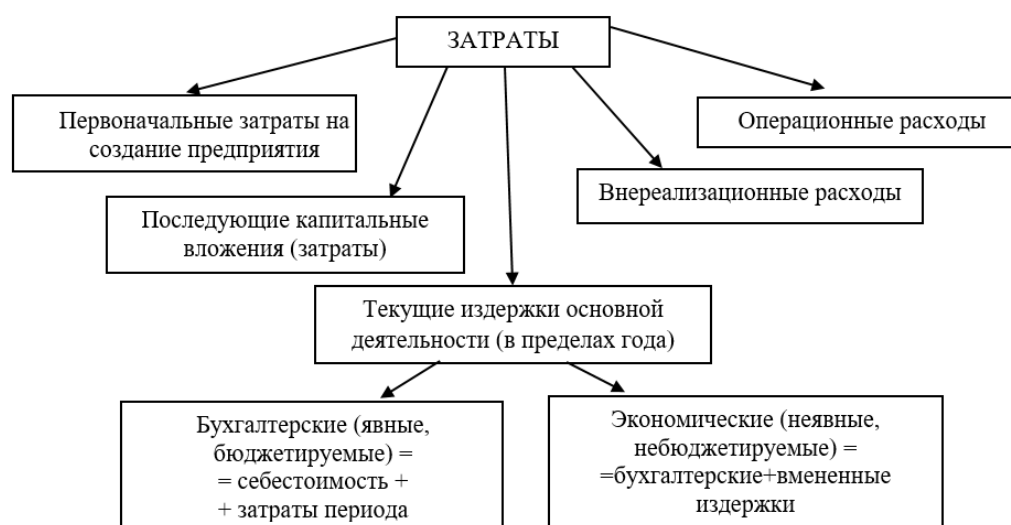 ЗАТРАТЫ
Первоначальные затраты на
создание предприятия
Операционные расходы
Внереализационные расходы
Последующие капитальные
вложения (затраты)
Текущие издержки основной
деятельности (в пределах года)
Бухгалтерские (явные,
бюджетируемые) =
= себестоимость +
+ затраты периода
Экономические (неявные,
небюджетируемые) =
=бухгалтерские+вмененные
издержки